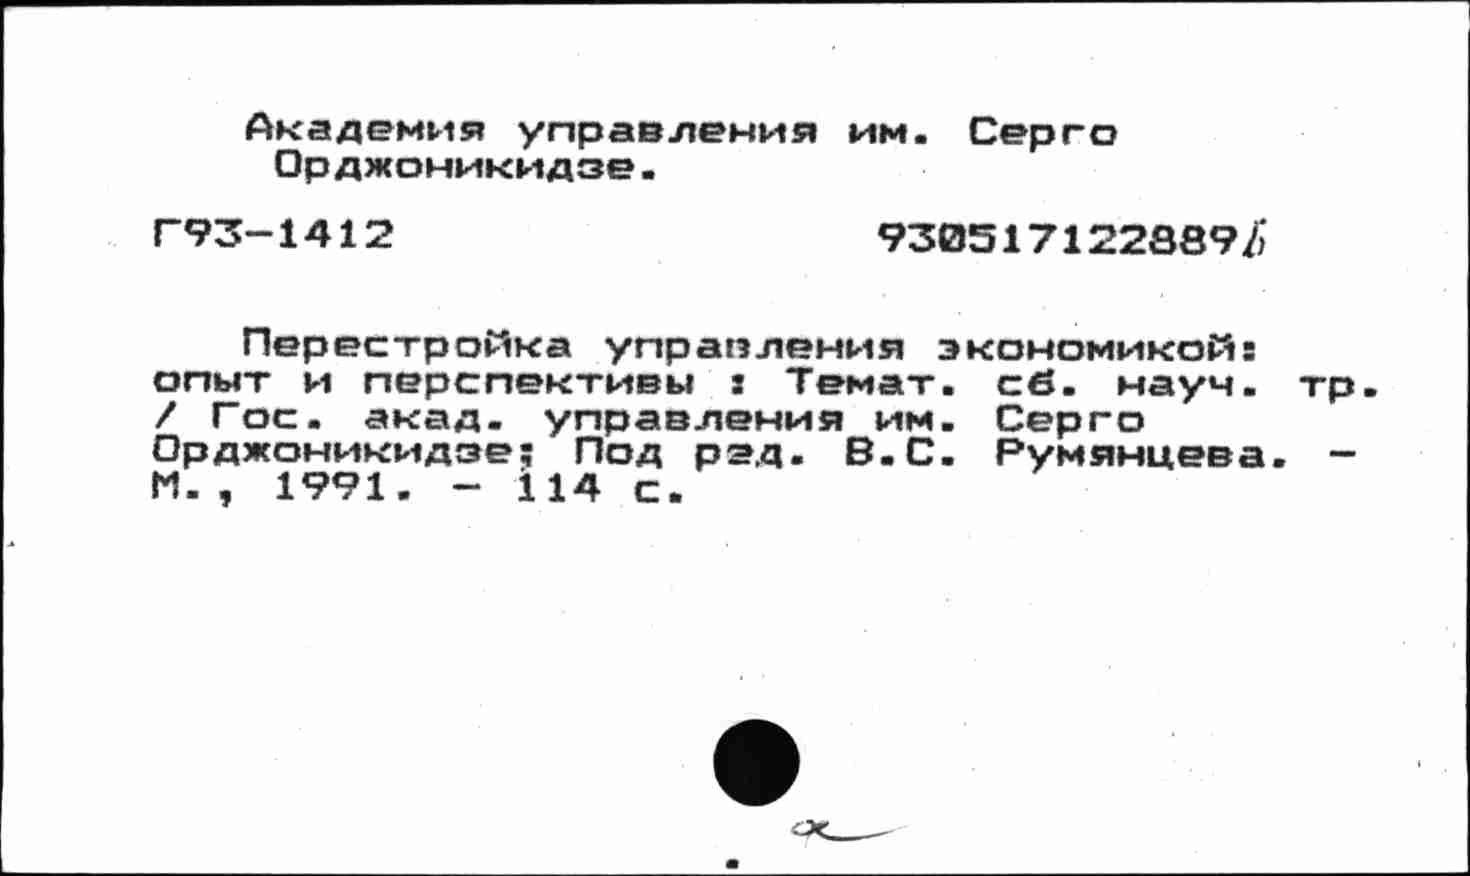 Академия управления им. Серго
Орджоникидзе.
Г93-1412 930517122889
Перестройка управления экономикой:
опыт и перспективы : Темат. сб. науч. тр.
/ Гос. акад. управления им. Серго
Орджоникидзе; Под ред. В.С. Румянцева. -
М., 1991. - 114 с.